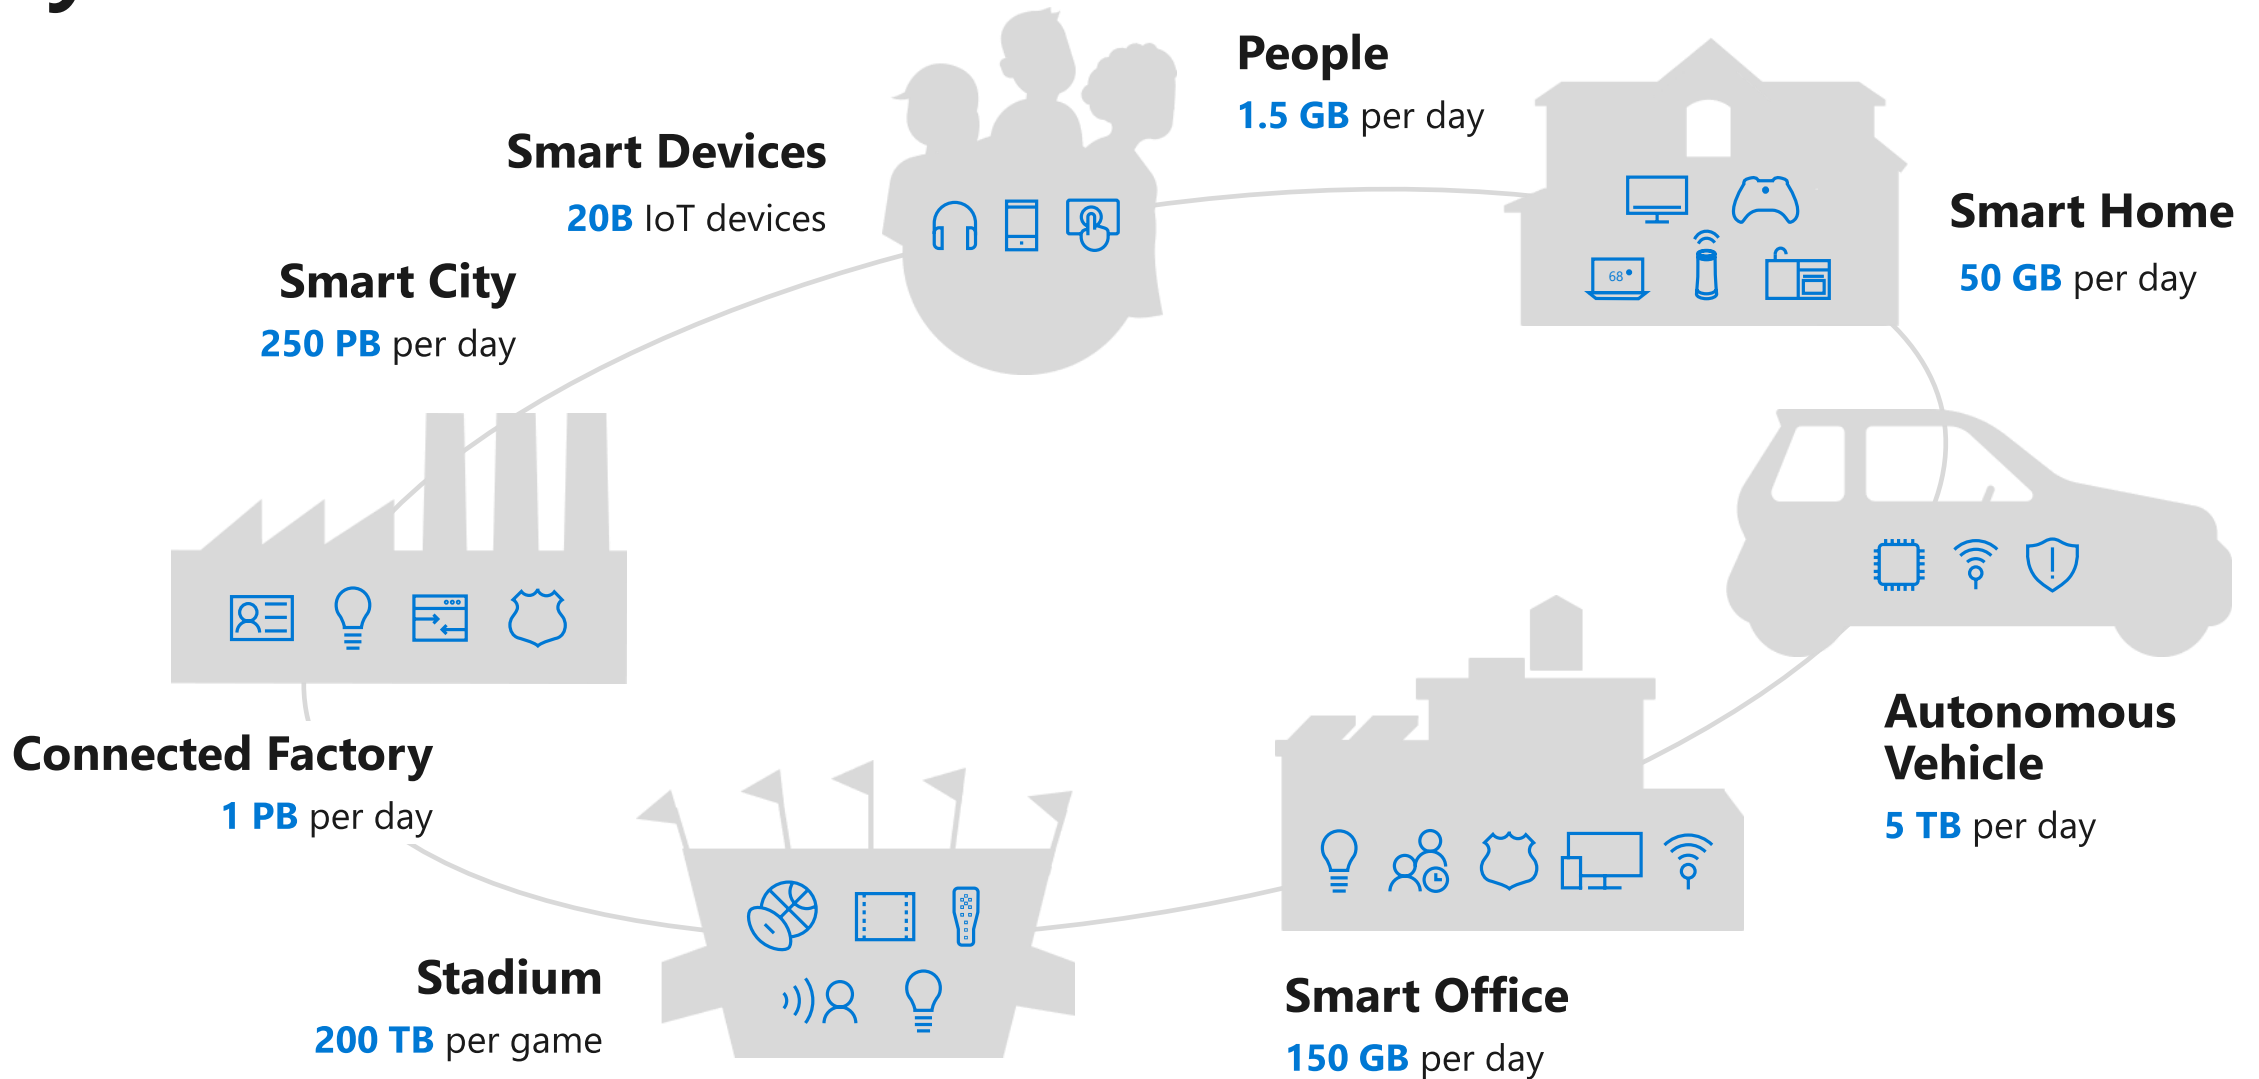 People
1.5 GB per day
Smart Devices
20B IoT devices
Smart Home
50 GB per day
68°
Smart City
250 PB per day
Autonomous
Vehicle
5 TB per day
Connected Factory
1 PB per day
Stadium
200 TB per game
Smart Office
150 GB per day